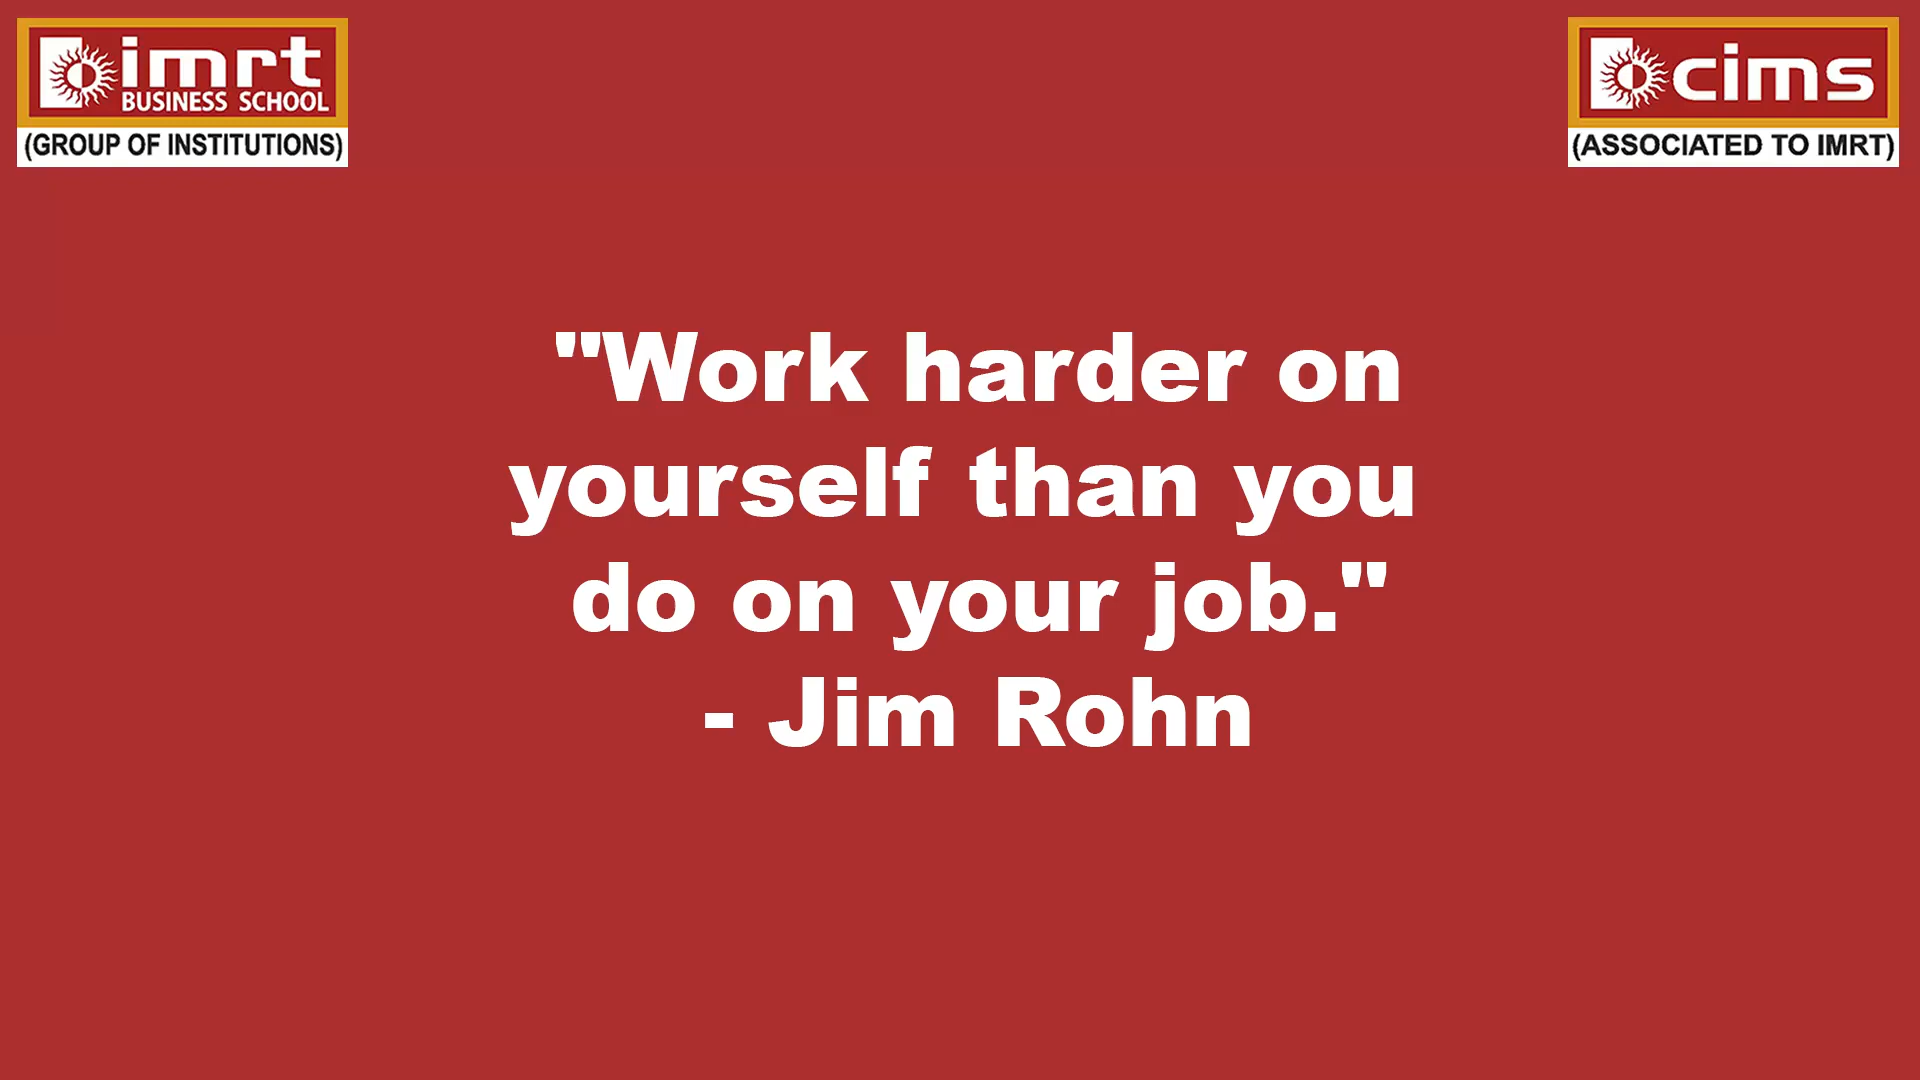 imrt
BUSINESS SCHOOL
(GROUP OF INSTITUTIONS)
cims
(ASSOCIATED TO IMRT)
"Work harder on
yourself than you
do on your job."
- Jim Rohn